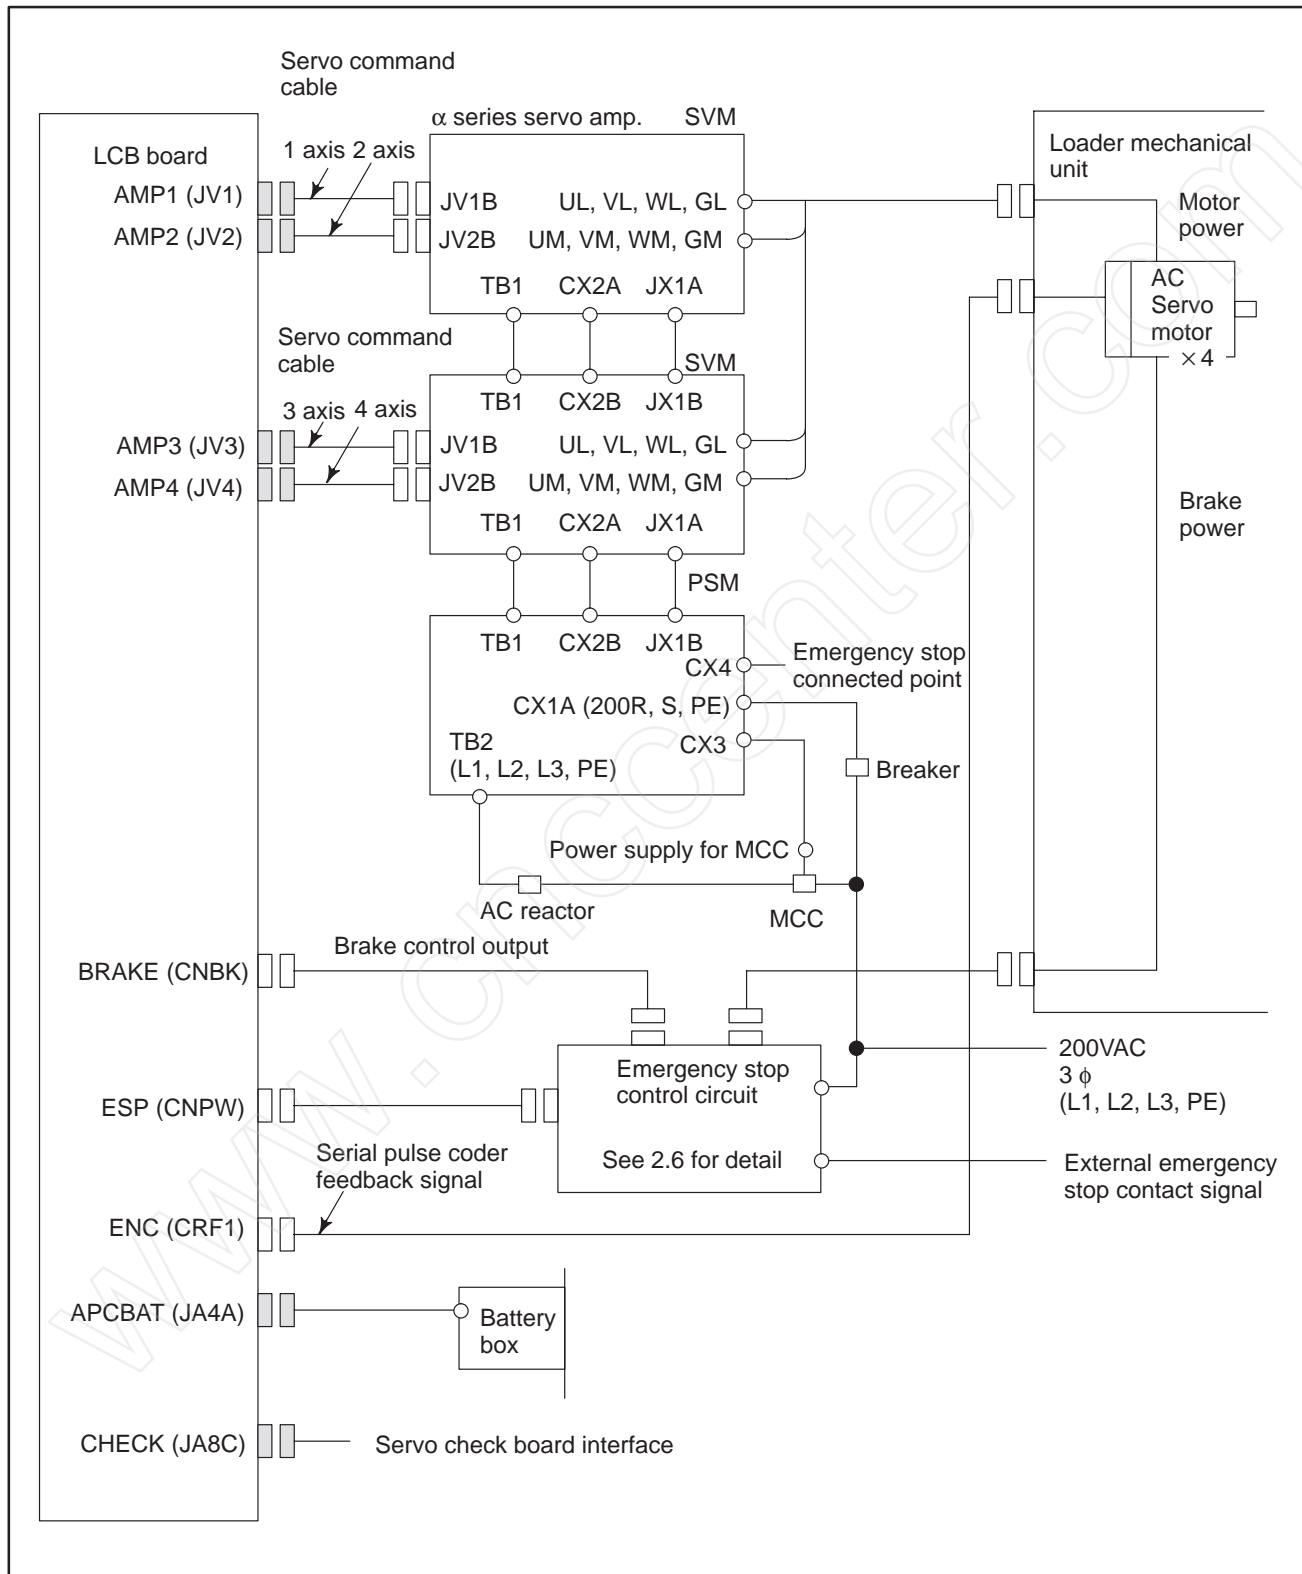 Servo command
cable
α series servo amp.
SVM
LCB board
1 axis 2 axis
AMP1 (JV1)
AMP2 (JV2)
JV1B
UL, VL, WL, GL
JV2B
UM, VM, WM, GM
TB1
CX2A
JX1A
Loader mechanical
unit
Motor
power
AC
Servo
motor
×4
Servo command
cable
SVM
TB1
CX2B
JX1B
3 axis 4 axis
AMP3 (JV3)
AMP4 (JV4)
JV1B
UL, VL, WL, GL
JV2B
UM, VM, WM, GM
TB1
CX2A
JX1A
Brake
power
PSM
TB1
CX2B
JX1B
CX4
Emergency stop
connected point
CX1A (200R, S, PE)
CX3
TB2
(L1, L2, L3, PE)
Breaker
Power supply for MCC
AC reactor
MCC
Brake control output
BRAKE (CNBK)
Emergency stop
control circuit
See 2.6 for detail
200VAC
3 ϕ
(L1, L2, L3, PE)
ESP (CNPW)
Serial pulse coder
feedback signal
External emergency
stop contact signal
ENC (CRF1)
APCBAT (JA4A)
Battery
box
CHECK (JA8C)
Servo check board interface
www.cnccenter.com